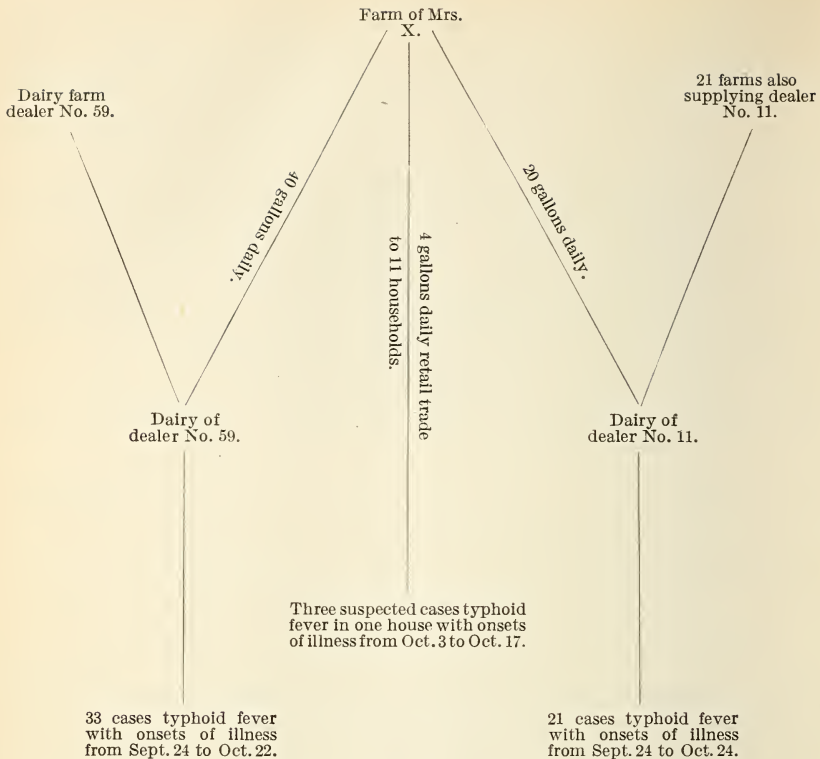 Farm of Mrs.
X.
Dairy farm
dealer No. 59.
21 farms also
supplying dealer
No. 11.
40 gallons daily.
4 gallons daily retail trade
to 11 households.
20 gallons daily.
Dairy of
dealer No. 59.
Dairy of
dealer No. 11.
Three suspected cases typhoid
fever in one house with onsets
of illness from Oct. 3 to Oct. 17.
33 cases typhoid fever
with onsets of illness
from Sept. 24 to Oct. 22.
21 cases typhoid fever
with onsets of illness
from Sept. 24 to Oct. 24.